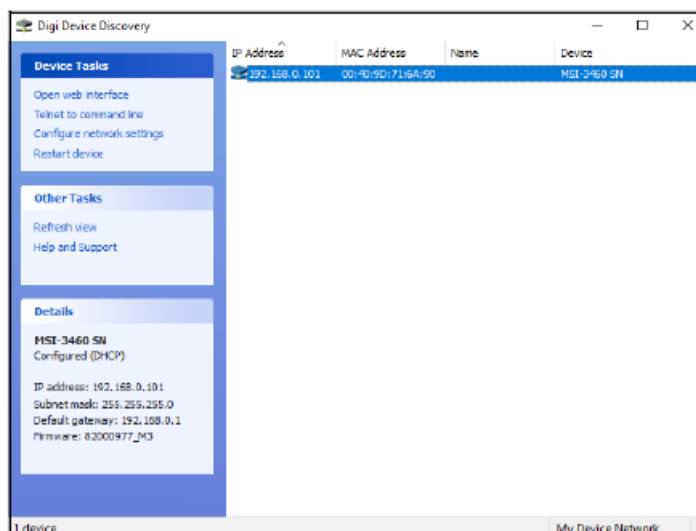 Digi Device Discovery
Device Tasks
Open web interface
Telnet to command line
Configure network settings
Restart device
Other Tasks
Refresh view
Help and Support
Details
MSI-3460 SN
Configured (DHCP)
IP address: 192.168.0.101
Subnet mask: 255.255.255.0
Default gateway: 192.168.0.1
Firmware: 82000977_M3
IP Address MAC Address Name Device
192.168.0.101 00:40:9D:71:6A:90 MSI-3460 SN
1 device My Device Network